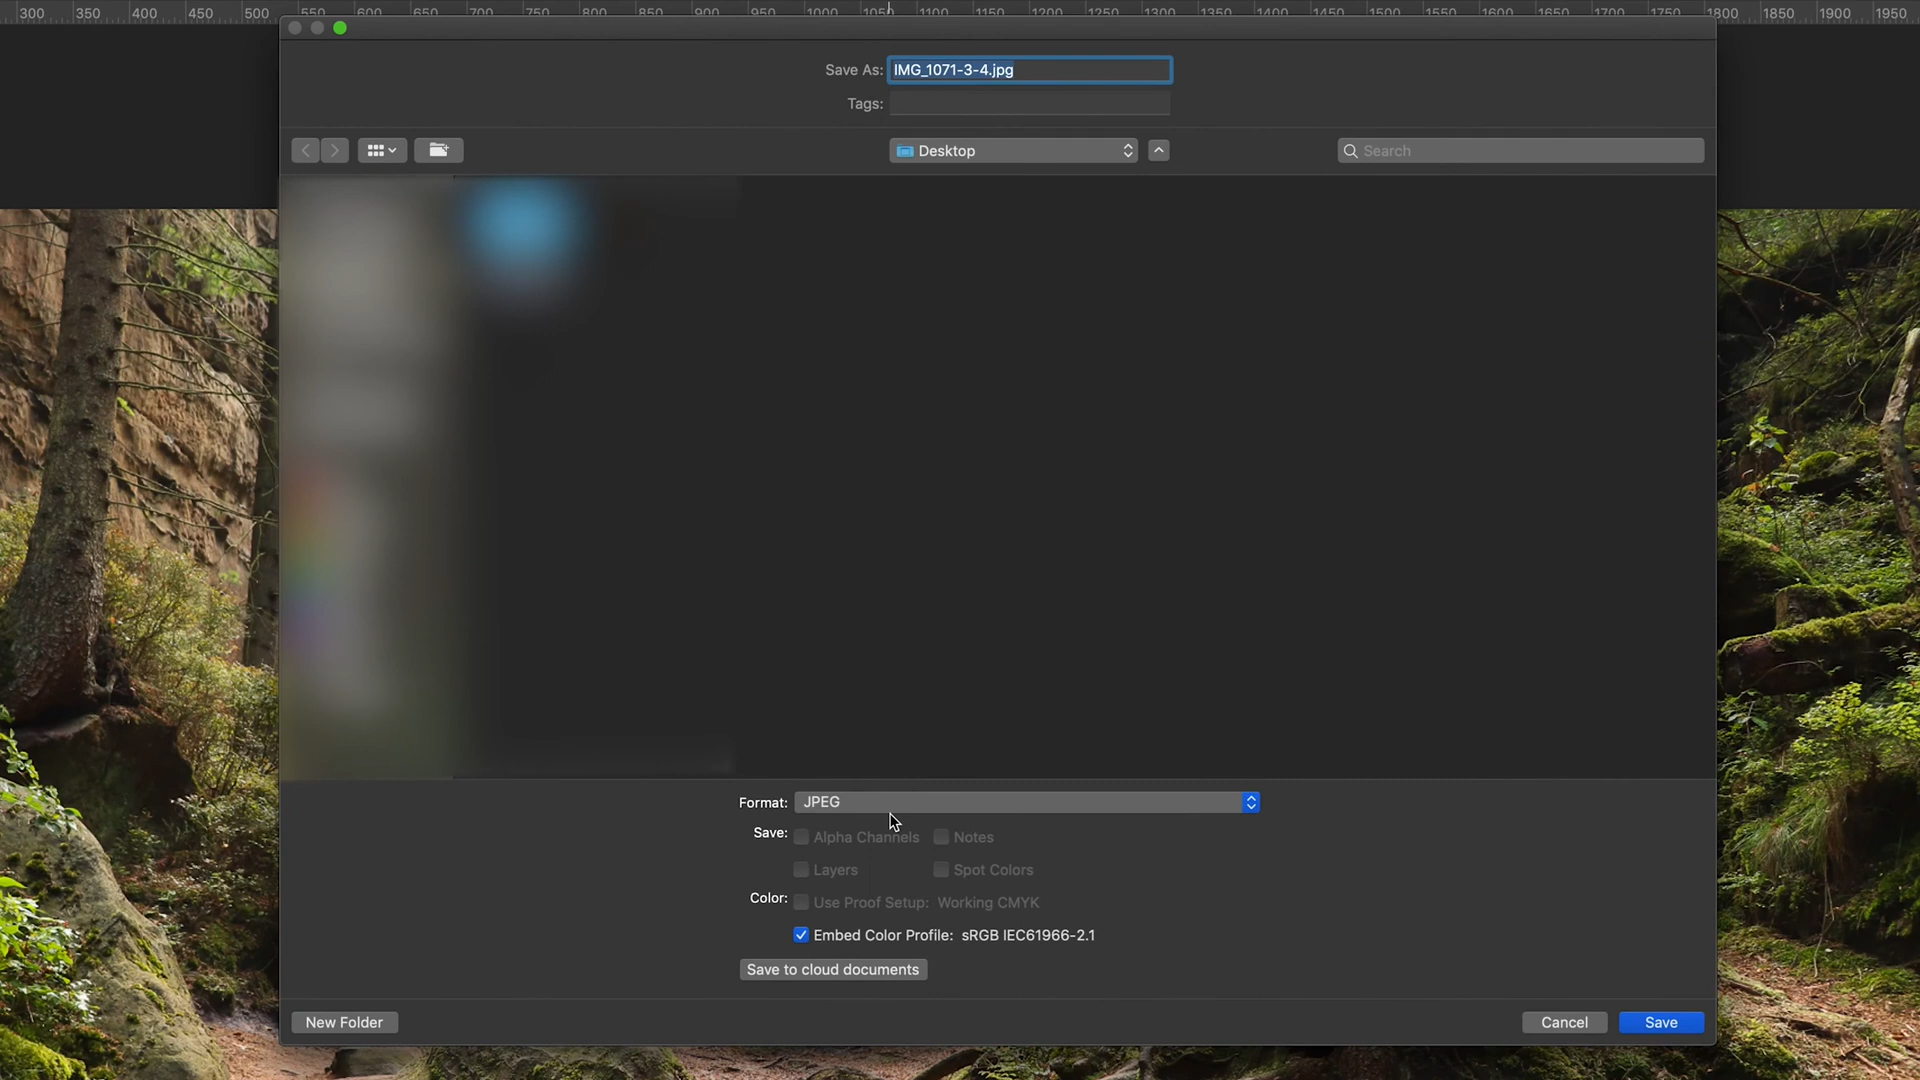 300 350 400 450 500 550 600 650 700 750 800 850 900 950 1000 1050 1100 1150 1200 1250 1300 1350 1400 1450 1500 1550 1600 1650 1700 1750 1800 1850 1900 1950
Save As: IMG_1071-3-4.jpg
Tags:
Desktop
Search
Format: JPEG
Save: Alpha Channels Notes
Layers Spot Colors
Color: Use Proof Setup: Working CMYK
Embed Color Profile: sRGB IEC61966-2.1
Save to cloud documents
New Folder Cancel Save